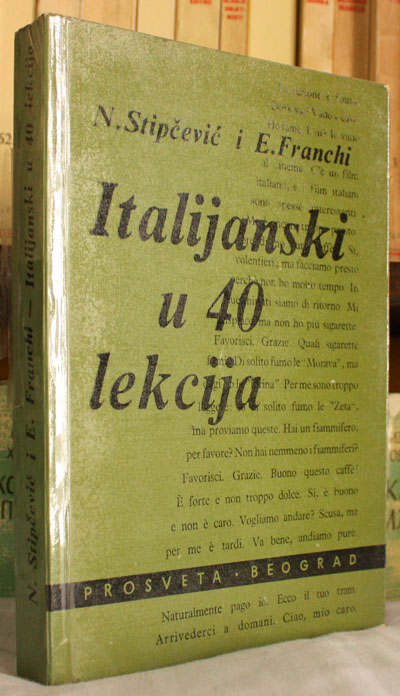 N. Stipčević i E. Franchi — Italijanski u 40 lekcija
N. Stipčević i E. Franchi
Italijanski
u 40
lekcija
al cinema. C'è un film
italiano, e i film italiani
sono spesso interessenti
Si,
volentieri, ma facciamo presto
perchè non ho molto tempo. In
siamo di ritorno. Mi
ma non ho più sigarette
Favorisci. Grazie. Quali sigarette
Di solito fumo le "Morava", ma
Per me sono troppo
solito fumo le "Zeta",
ma proviamo queste. Hai un fiammifero,
per favore? Non hai nemmeno i fiammiferi?
Favorisci. Grazie. Buono questo caffè!
È forte e non troppo dolce. Sí, è buono
e non è caro. Vogliamo andare? Scusa, ma
per me è tardi. Va bene, andiamo pure.
PROSVETA · BEOGRAD
Naturalmente pago io. Ecco il tuo tram.
Arrivederci a domani. Ciao, mio caro.